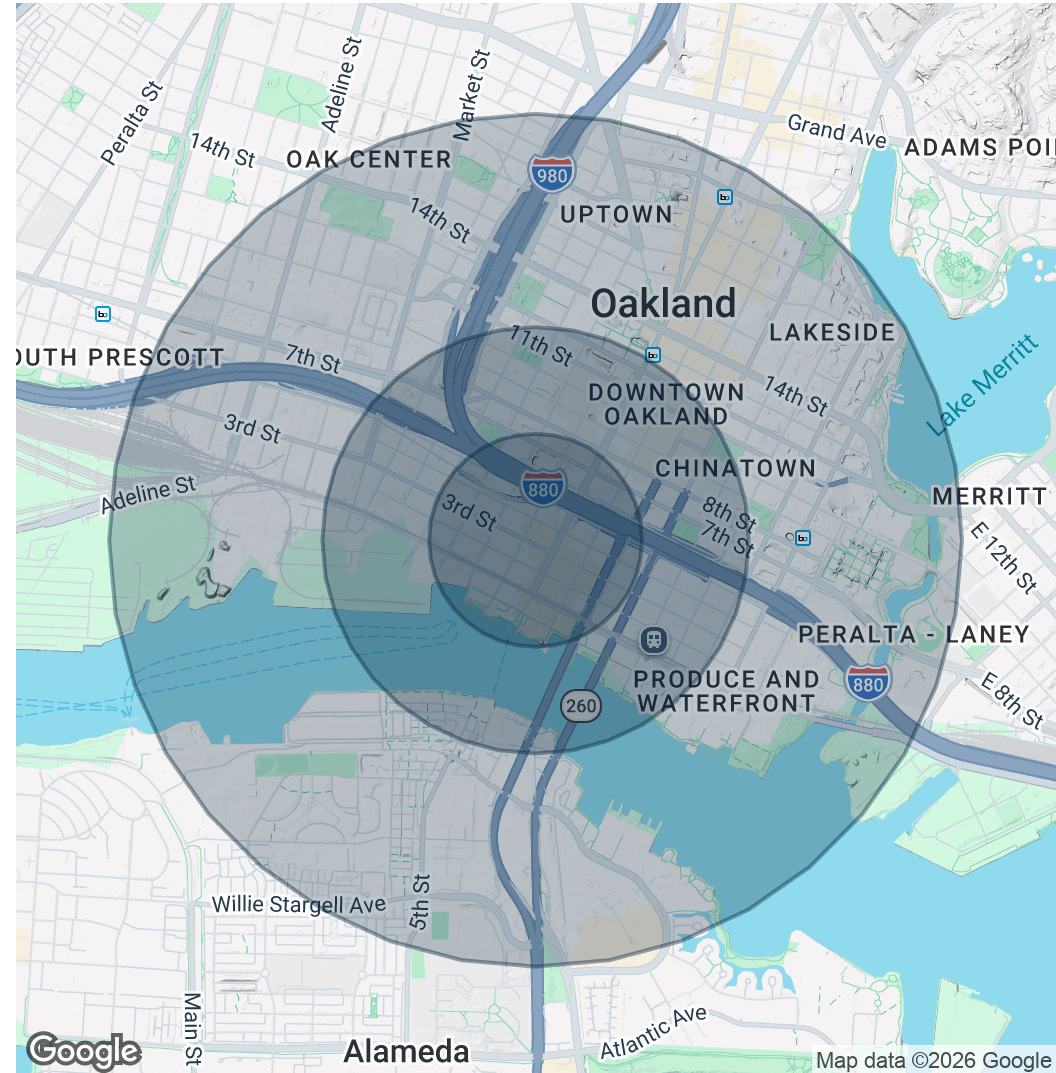 Peralta St
Adeline St
Market St
14th St
OAK CENTER
Grand Ave
ADAMS POI
980
UPTOWN
14th St
Oakland
LAKESIDE
OUTH PRESCOTT
7th St
11th St
Lake Merritt
DOWNTOWN
OAKLAND
14th St
3rd St
CHINATOWN
880
Adeline St
3rd St
8th St
7th St
MERRITT
E 12th St
PERALTA - LANEY
PRODUCE AND
WATERFRONT
880
E 8th St
260
Willie Stargell Ave
5th St
Main St
Atlantic Ave
Alameda
Google
Map data ©2026 Google